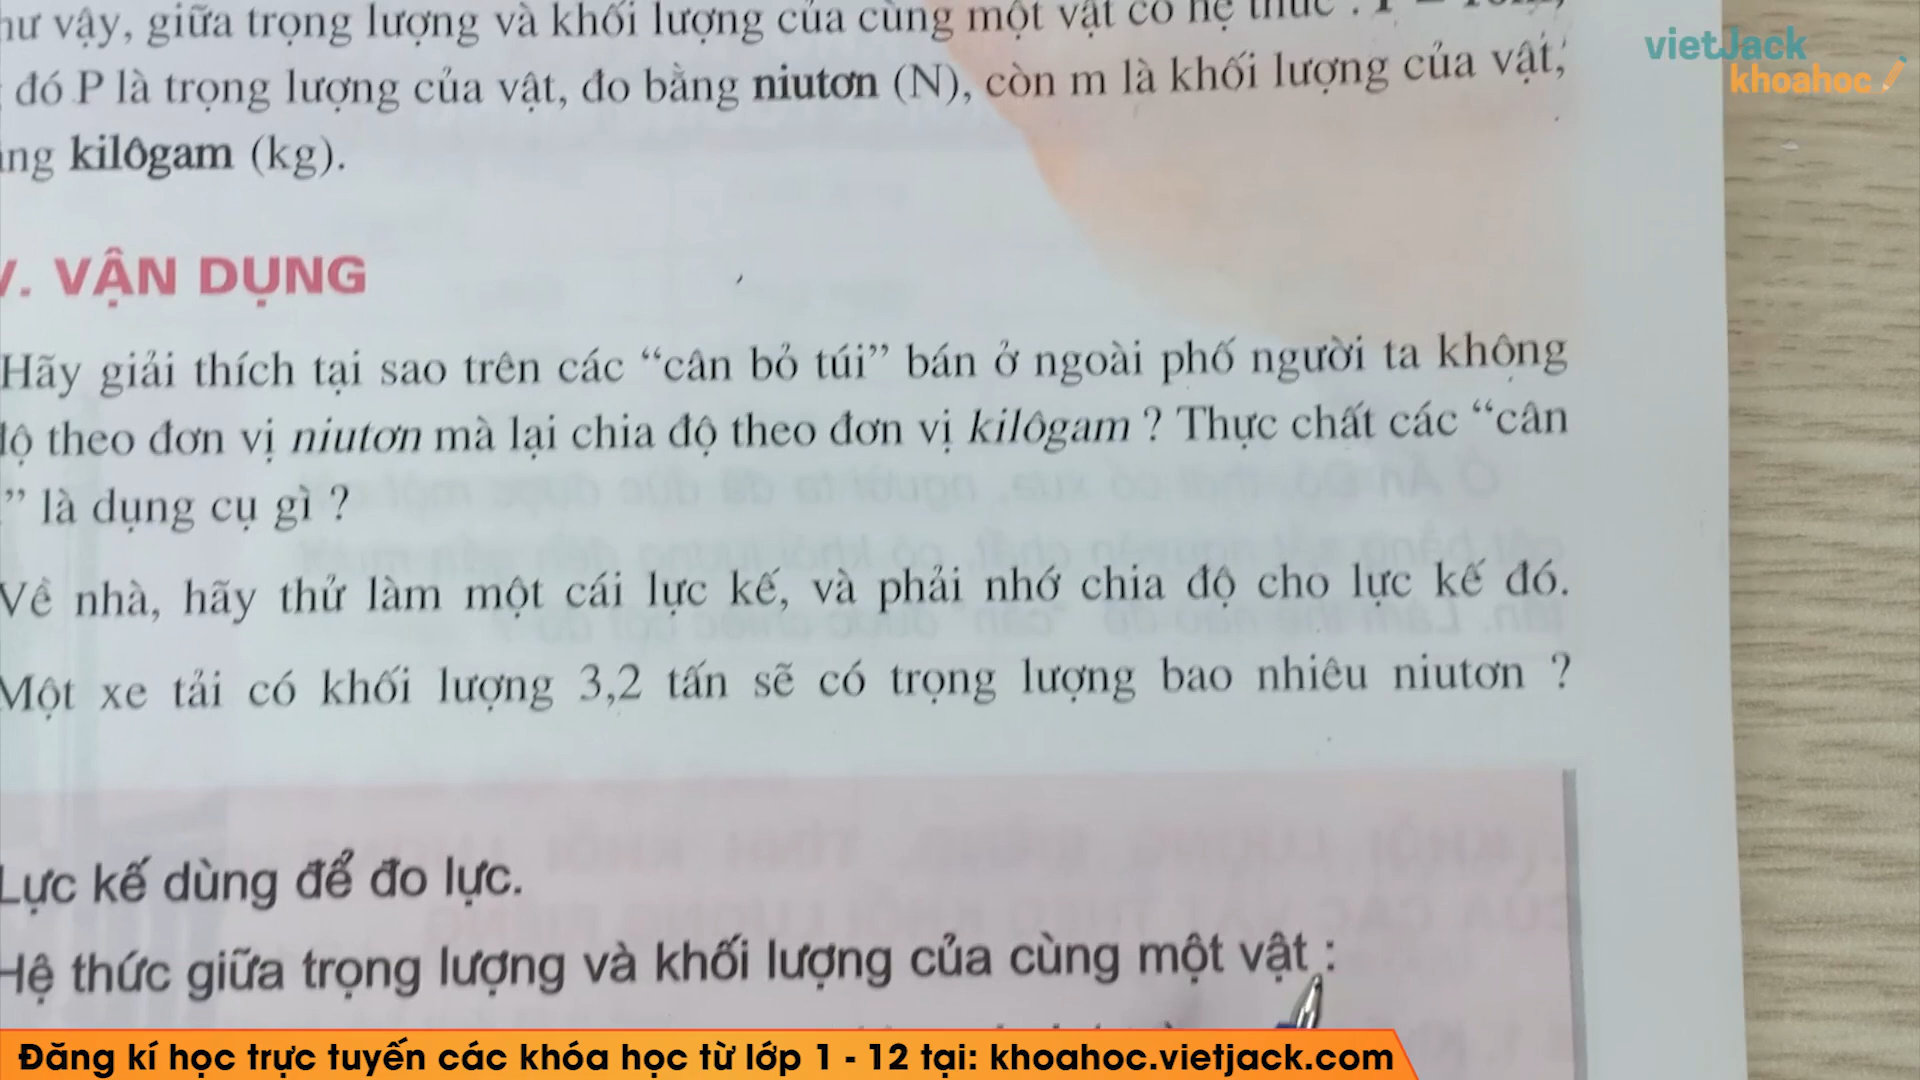 vậy, giữa trọng lượng và khối lượng của cùng một vật có hệ thức :
vietJack
khoahoc
đó P là trọng lượng của vật, đo bằng niutơn (N), còn m là khối lượng của vật,
kilôgam (kg).
. VẬN DỤNG
Hãy giải thích tại sao trên các “cân bỏ túi” bán ở ngoài phố người ta không
theo đơn vị niutơn mà lại chia độ theo đơn vị kilôgam ? Thực chất các “cân
” là dụng cụ gì ?
Về nhà, hãy thử làm một cái lực kế, và phải nhớ chia độ cho lực kế đó.
Một xe tải có khối lượng 3,2 tấn sẽ có trọng lượng bao nhiêu niutơn ?
Lực kế dùng để đo lực.
Hệ thức giữa trọng lượng và khối lượng của cùng một vật :
Đăng kí học trực tuyến các khóa học từ lớp 1 - 12 tại: khoahoc.vietjack.com